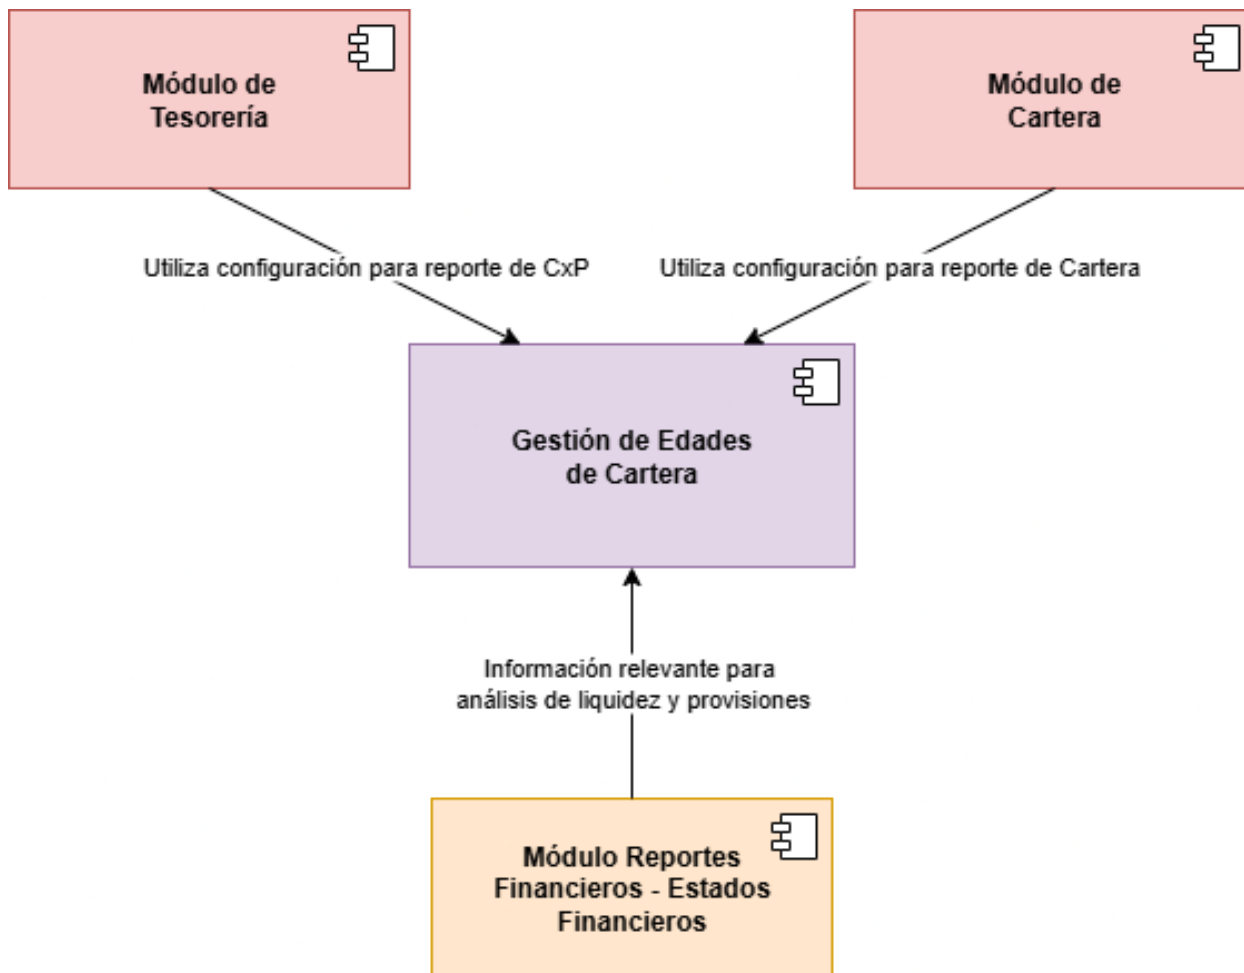 Módulo de
Tesorería
Módulo de
Cartera
Utiliza configuración para reporte de CxP
Utiliza configuración para reporte de Cartera
Gestión de Edades
de Cartera
Información relevante para
análisis de liquidez y provisiones
Módulo Reportes
Financieros - Estados
Financieros